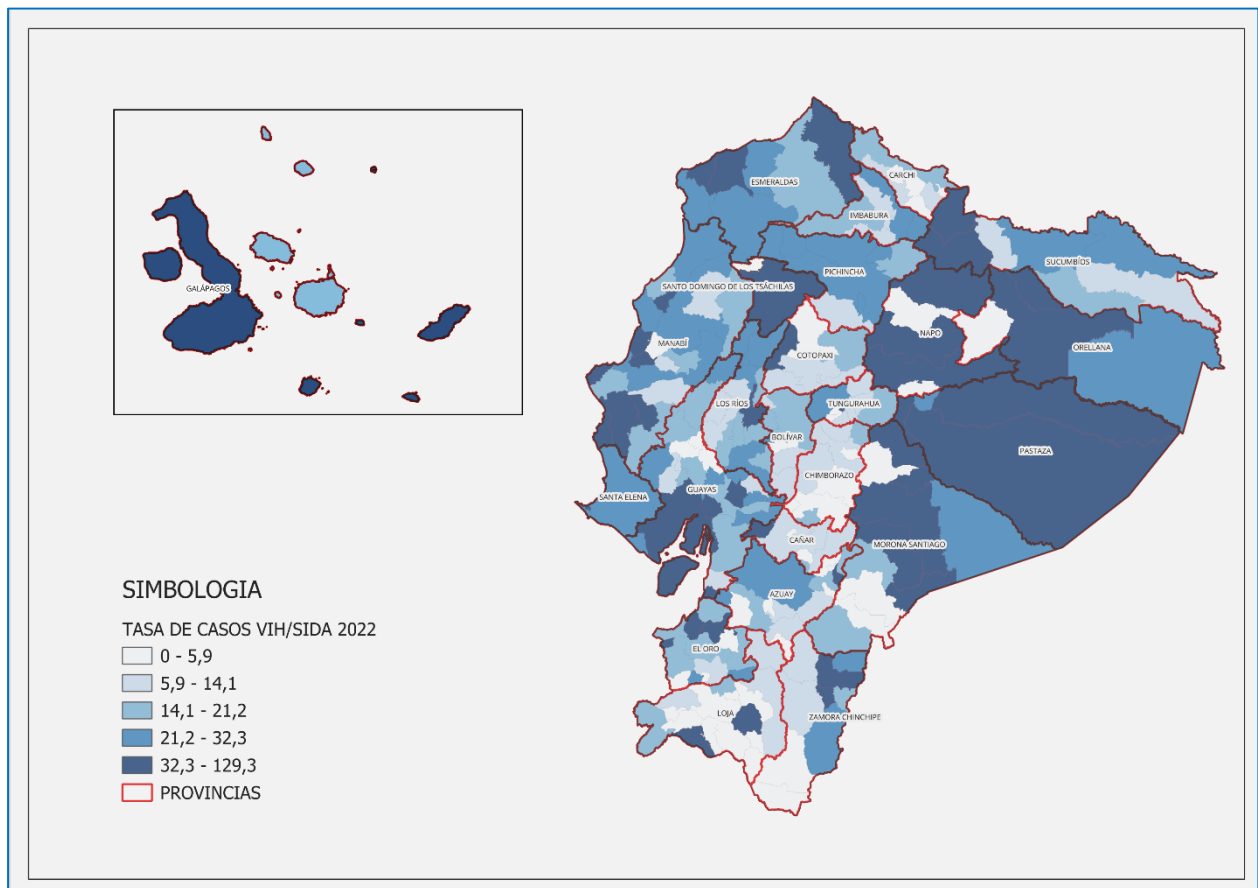 GALÁPAGOS
ESMERALDAS
CARCHI
IMBABURA
SUCUMBÍOS
PICHINCHA
SANTO DOMINGO DE LOS TSÁCHILAS
NAPO
MANABÍ
ORELLANA
COTOPAXI
LOS RÍOS
TUNGURAHUA
BOLÍVAR
PASTAZA
CHIMBORAZO
SANTA ELENA
GUAYAS
CAÑAR
MORONA SANTIAGO
AZUAY
EL ORO
LOJA
ZAMORA CHINCHIPE
SIMBOLOGIA
TASA DE CASOS VIH/SIDA 2022
0 - 5,9
5,9 - 14,1
14,1 - 21,2
21,2 - 32,3
32,3 - 129,3
PROVINCIAS